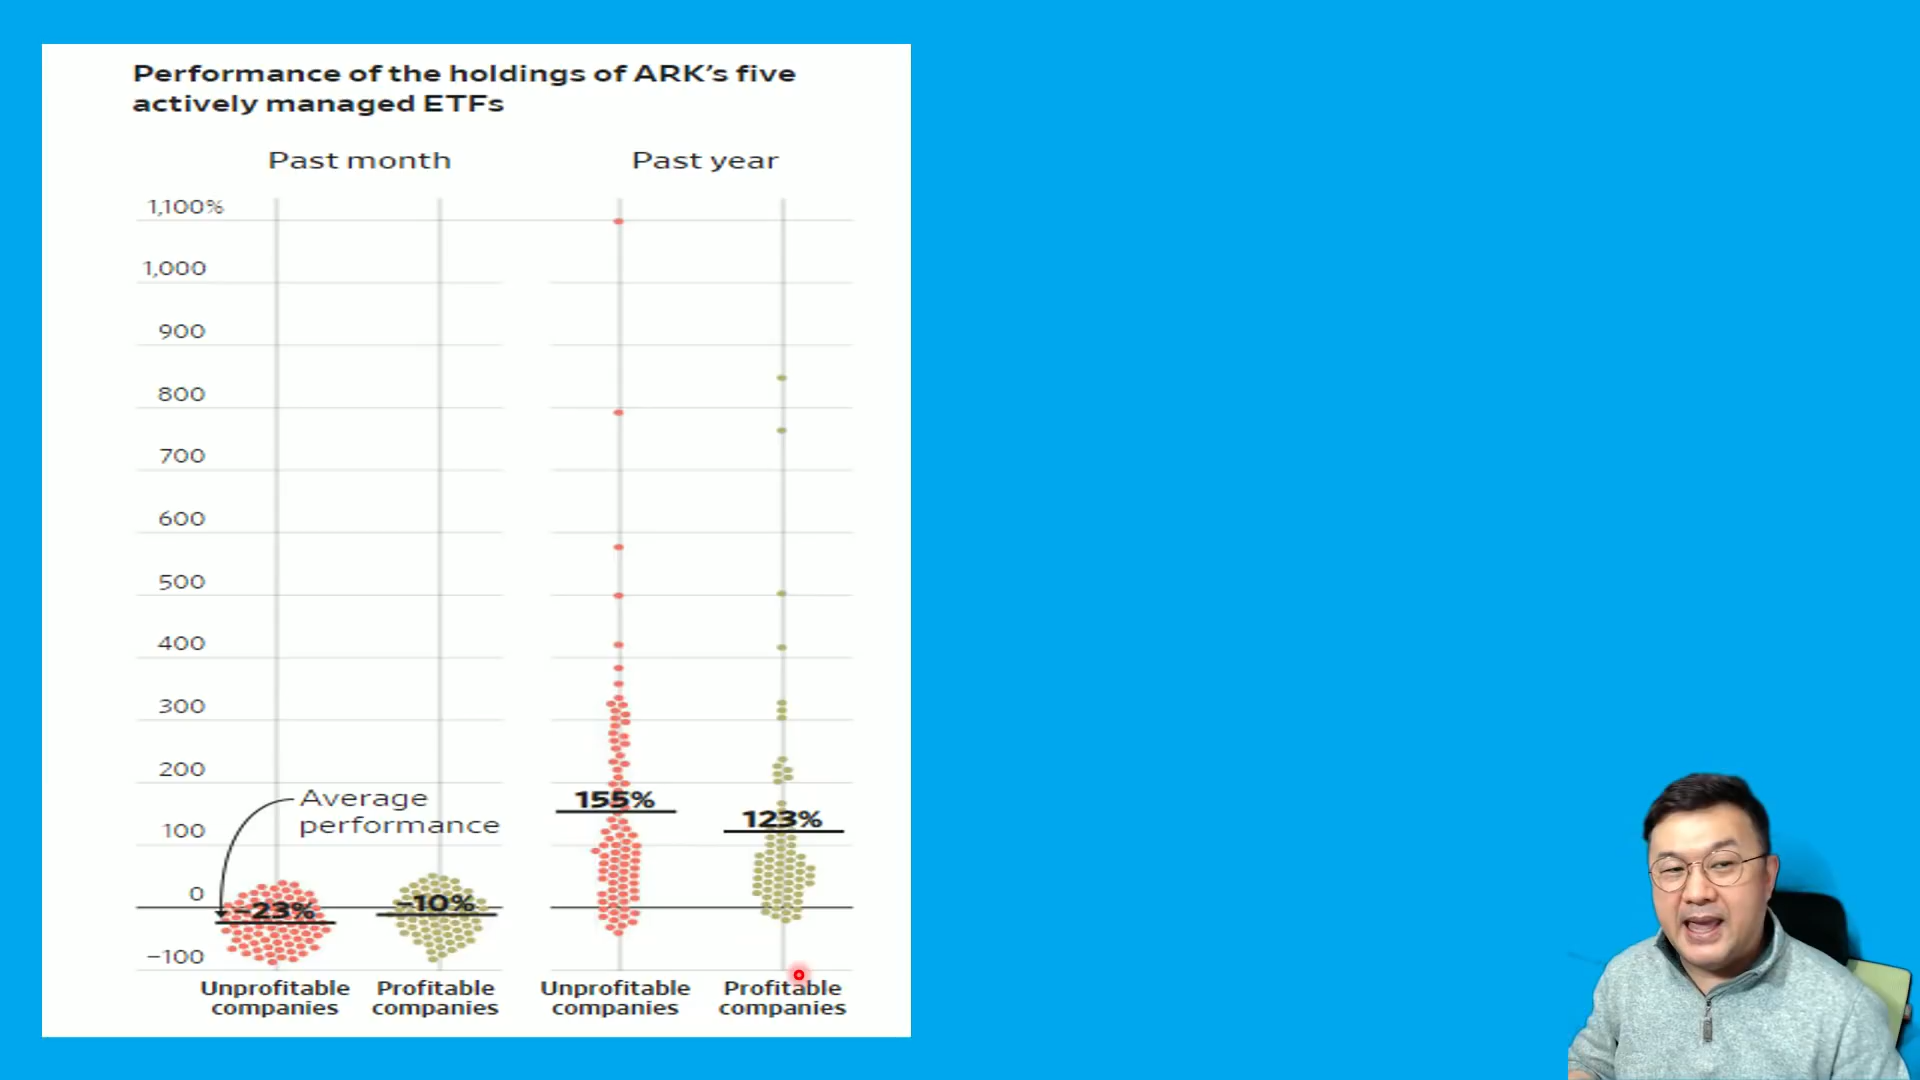 Performance of the holdings of ARK's five
actively managed ETFs
Past month
Past year
1,100%
1,000
900
800
700
600
500
400
300
200
100
0
−100
Average
performance
−23%
−10%
155%
123%
Unprofitable
companies
Profitable
companies
Unprofitable
companies
Profitable
companies